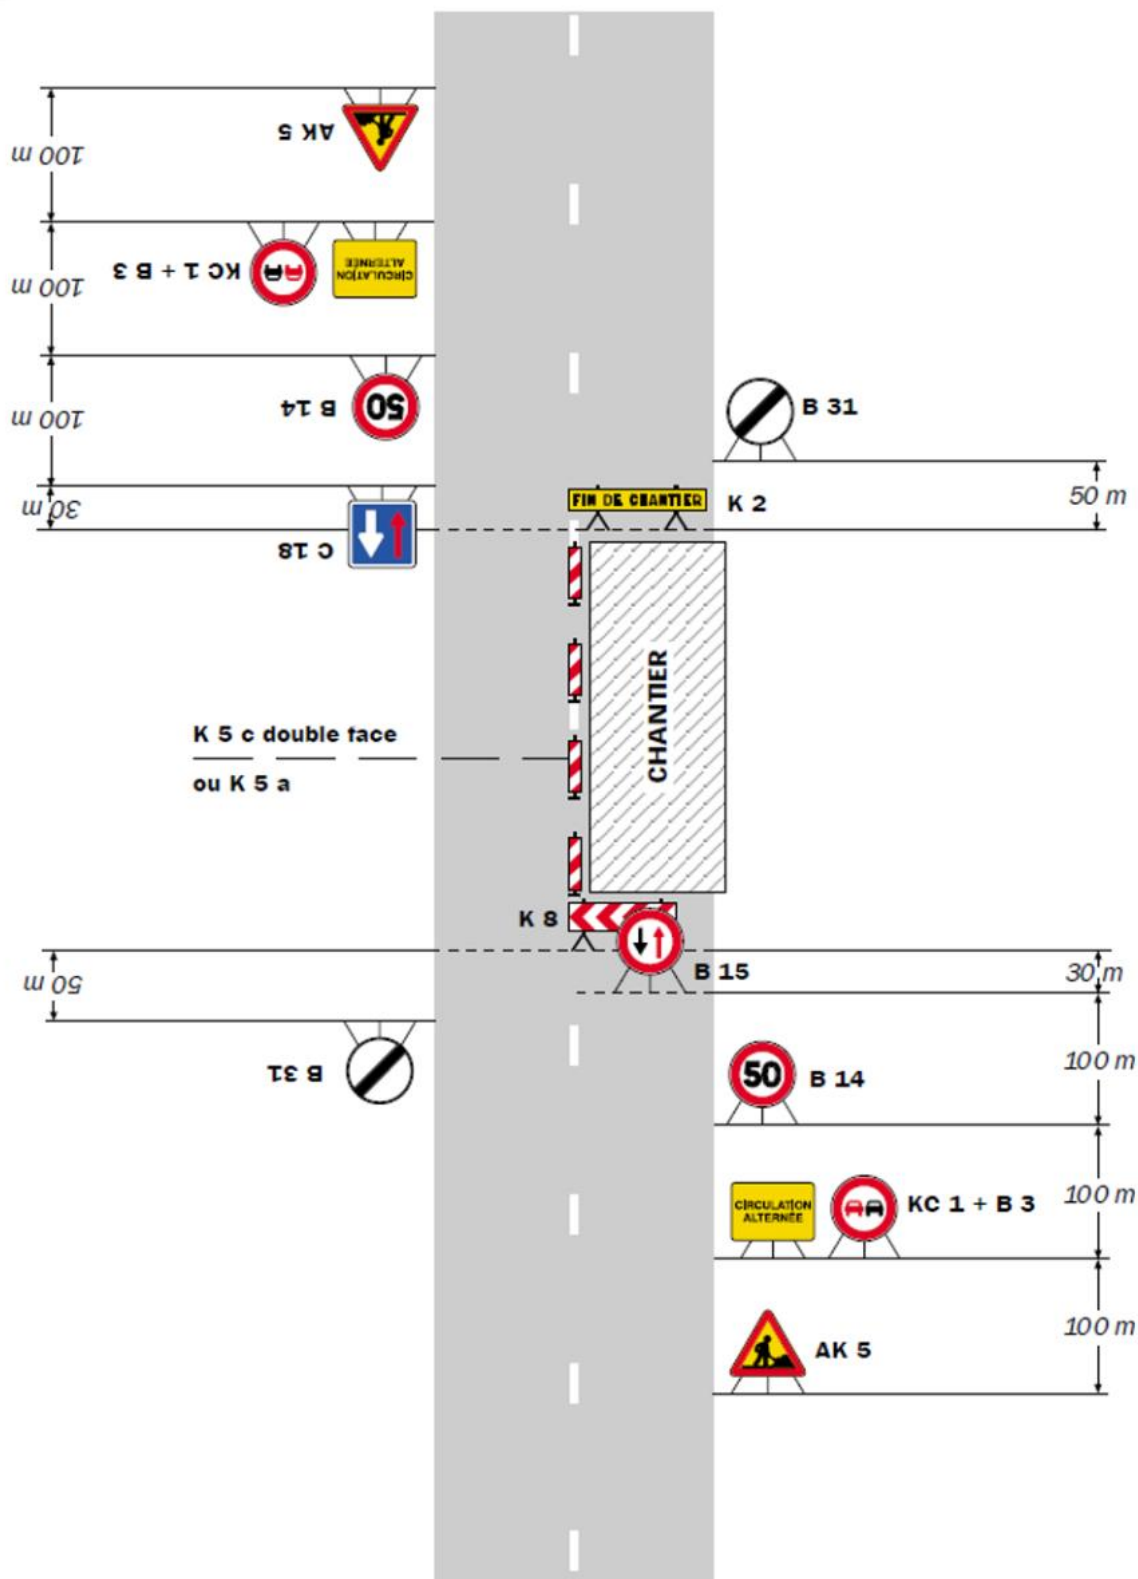 AK 5
100 m
KC 1 + B 3
CIRCULATION
ALTERNÉE
100 m
B 14
50
100 m
30 m
C 18
B 31
50 m
FIN DE CHANTIER
K 2
CHANTIER
K 5 c double face
ou K 5 a
K 8
B 15
30 m
50 m
B 31
50
B 14
100 m
CIRCULATION
ALTERNÉE
KC 1 + B 3
100 m
AK 5
100 m